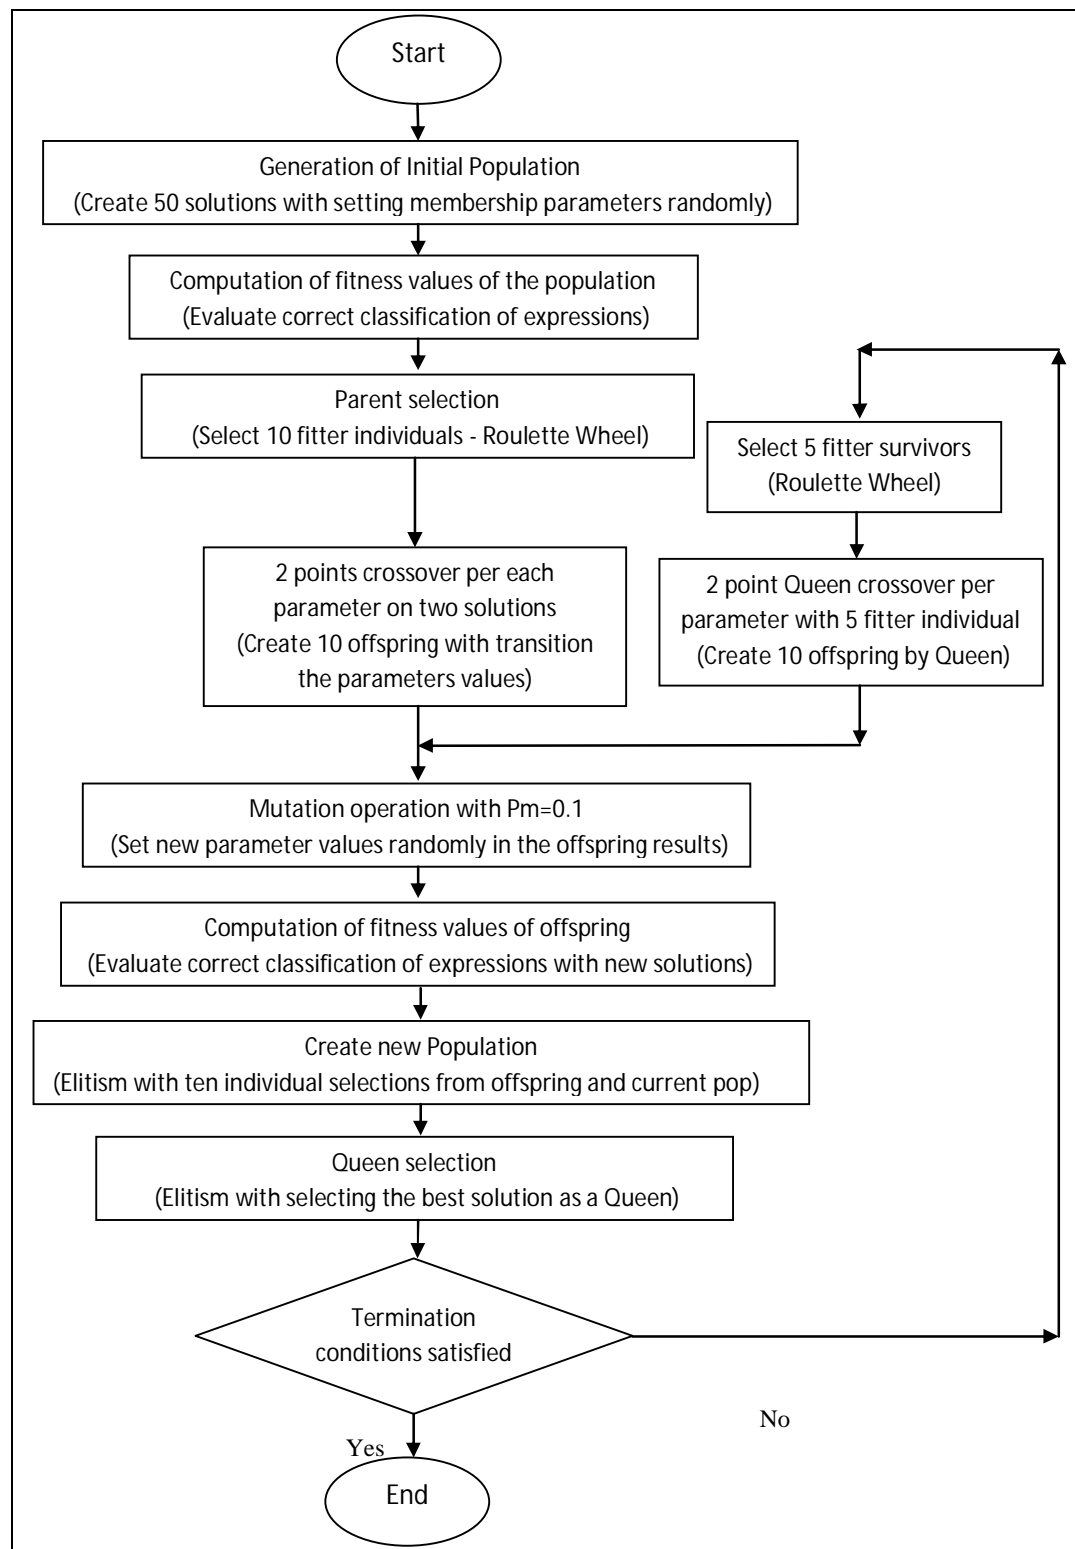 Start
Generation of Initial Population
(Create 50 solutions with setting membership parameters randomly)
Computation of fitness values of the population
(Evaluate correct classification of expressions)
Parent selection
(Select 10 fitter individuals - Roulette Wheel)
Select 5 fitter survivors
(Roulette Wheel)
2 points crossover per each
parameter on two solutions
(Create 10 offspring with transition
the parameters values)
2 point Queen crossover per
parameter with 5 fitter individual
(Create 10 offspring by Queen)
Mutation operation with Pm=0.1
(Set new parameter values randomly in the offspring results)
Computation of fitness values of offspring
(Evaluate correct classification of expressions with new solutions)
Create new Population
(Elitism with ten individual selections from offspring and current pop)
Queen selection
(Elitism with selecting the best solution as a Queen)
Termination
conditions satisfied
No
Yes
End